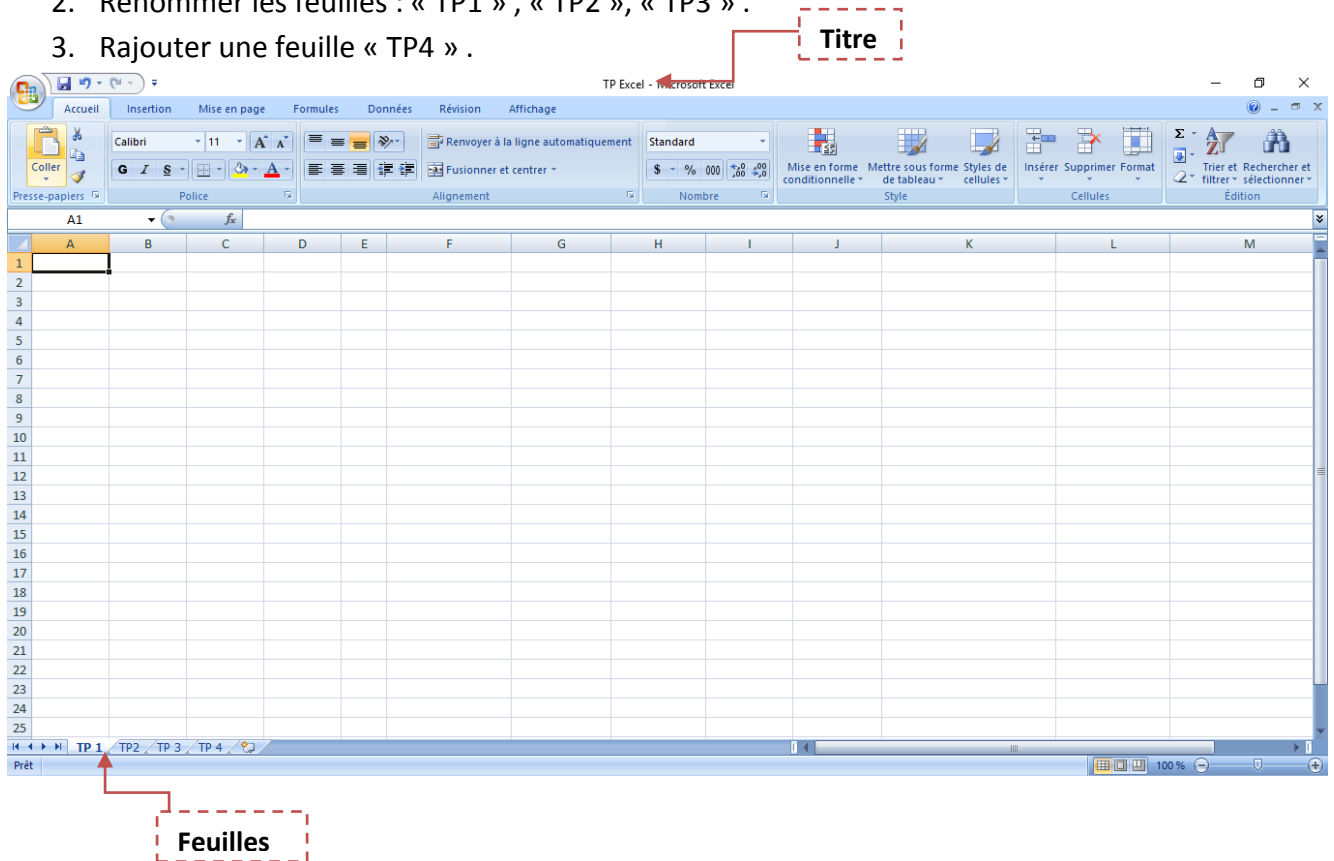 2. Renommer les feuilles : « TP1 » , « TP2 », « TP3 » .
3. Rajouter une feuille « TP4 » .
Titre
TP Excel - Microsoft Excel
Accueil Insertion Mise en page Formules Données Révision Affichage
Coller
Calibri 11 A A
Renvoyer à la ligne automatiquement
Standard
G I S A
Fusionner et centrer
$ % 000 ,00 ,0
Mise en forme conditionnelle
Mettre sous forme de tableau
Styles de cellules
Insérer Supprimer Format
Σ
Trier et filtrer
Rechercher et sélectionner
Presse-papiers Police Alignement Nombre Style Cellules Édition
A1 fx
A B C D E F G H I J K L M
1
2
3
4
5
6
7
8
9
10
11
12
13
14
15
16
17
18
19
20
21
22
23
24
25
TP 1 TP2 TP 3 TP 4
Prêt 100 %
Feuilles